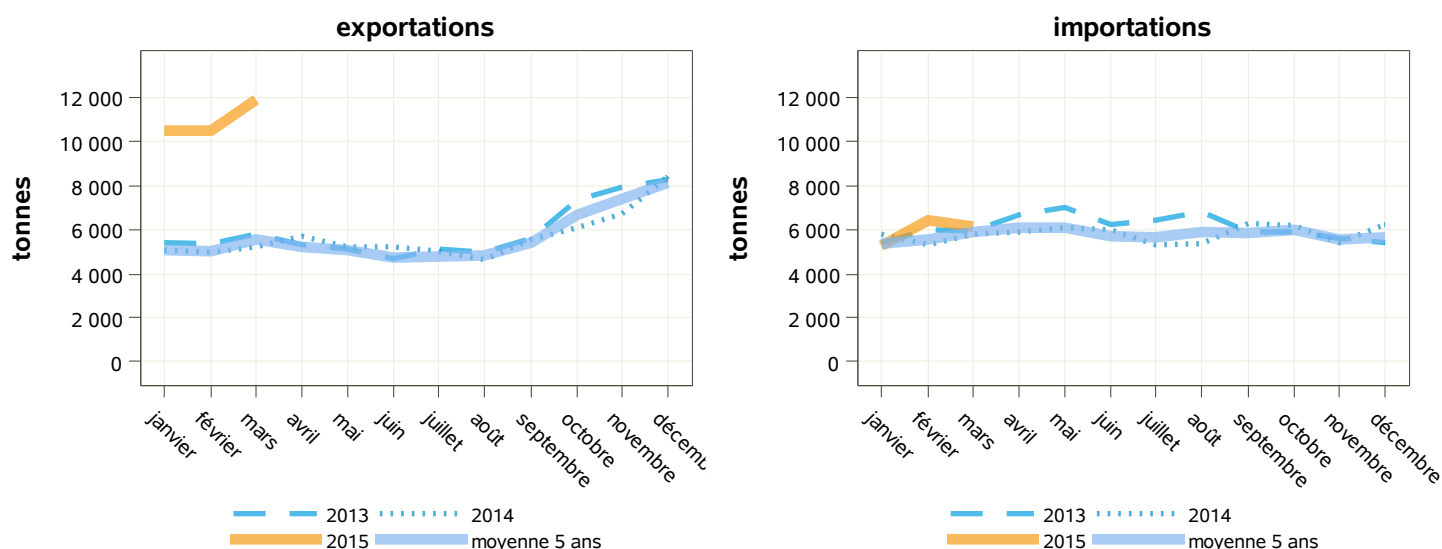 exportations
tonnes
12 000
10 000
8 000
6 000
4 000
2 000
0
janvier
février
mars
avril
mai
juin
juillet
août
septembre
octobre
novembre
décemb
2013
2014
2015
moyenne 5 ans
importations
tonnes
12 000
10 000
8 000
6 000
4 000
2 000
0
janvier
février
mars
avril
mai
juin
juillet
août
septembre
octobre
novembre
décembre
2013
2014
2015
moyenne 5 ans